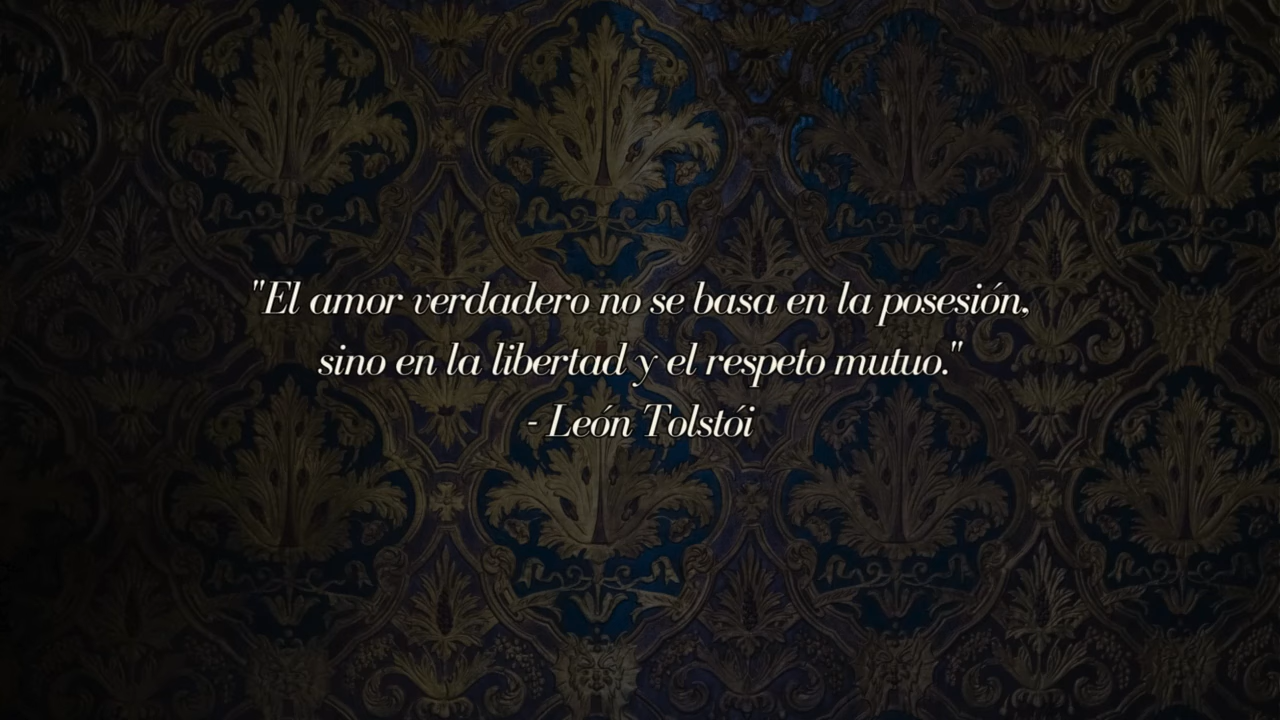 "El amor verdadero no se basa en la posesión,
sino en la libertad y el respeto mutuo."
- León Tolstói